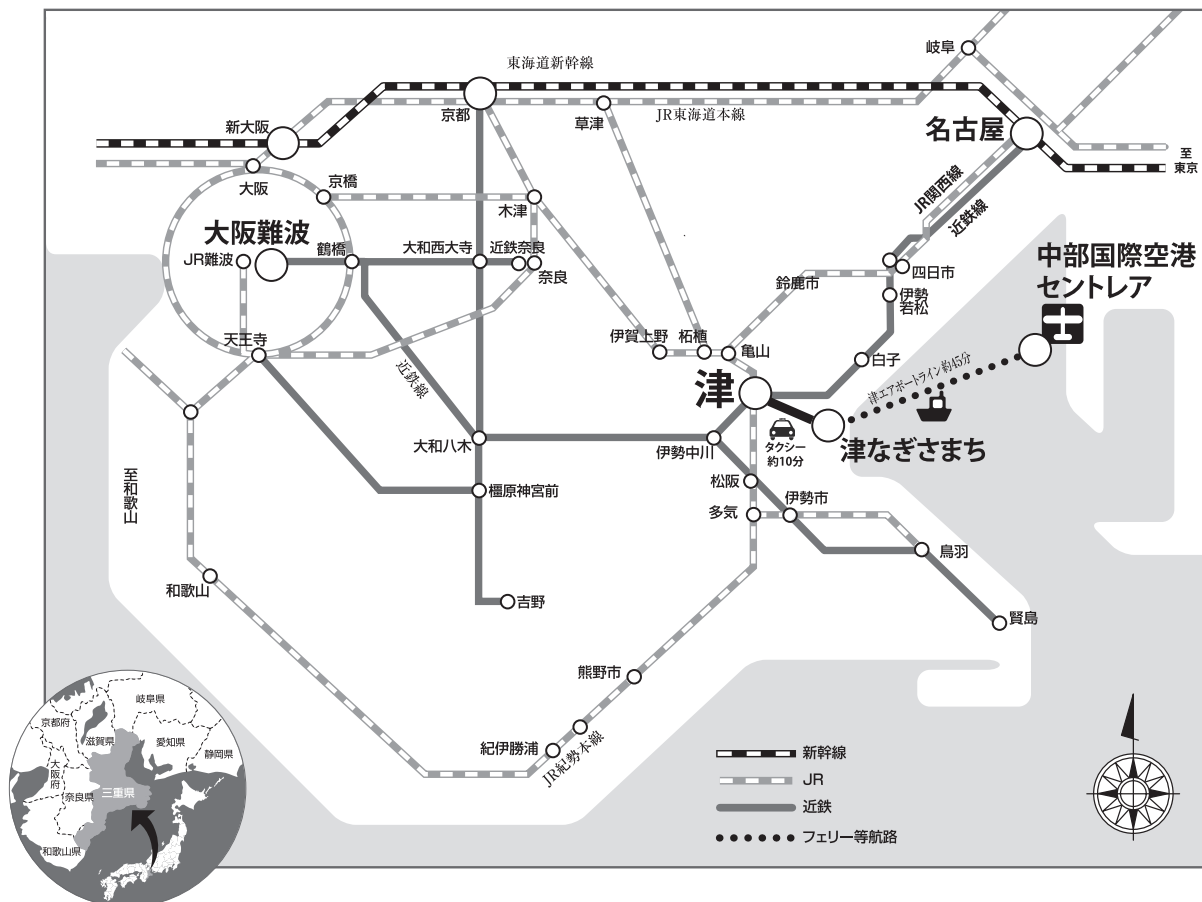 岐阜
東海道新幹線
京都
草津
JR東海道本線
名古屋
新大阪
大阪
京橋
至
東京
木津
JR関西線
近鉄線
大阪難波
JR難波
鶴橋
大和西大寺
近鉄奈良
奈良
中部国際空港
セントレア
四日市
鈴鹿市
伊勢
若松
天王寺
伊賀上野
柘植
亀山
白子
近鉄線
津
津エアポートライン約45分
タクシー
約10分
津なぎさまち
大和八木
伊勢中川
松阪
至和歌山
橿原神宮前
多気
伊勢市
鳥羽
和歌山
吉野
賢島
熊野市
紀伊勝浦
JR紀勢本線
新幹線
JR
近鉄
フェリー等航路
岐阜県
京都府
滋賀県
愛知県
静岡県
大阪府
奈良県
三重県
和歌山県